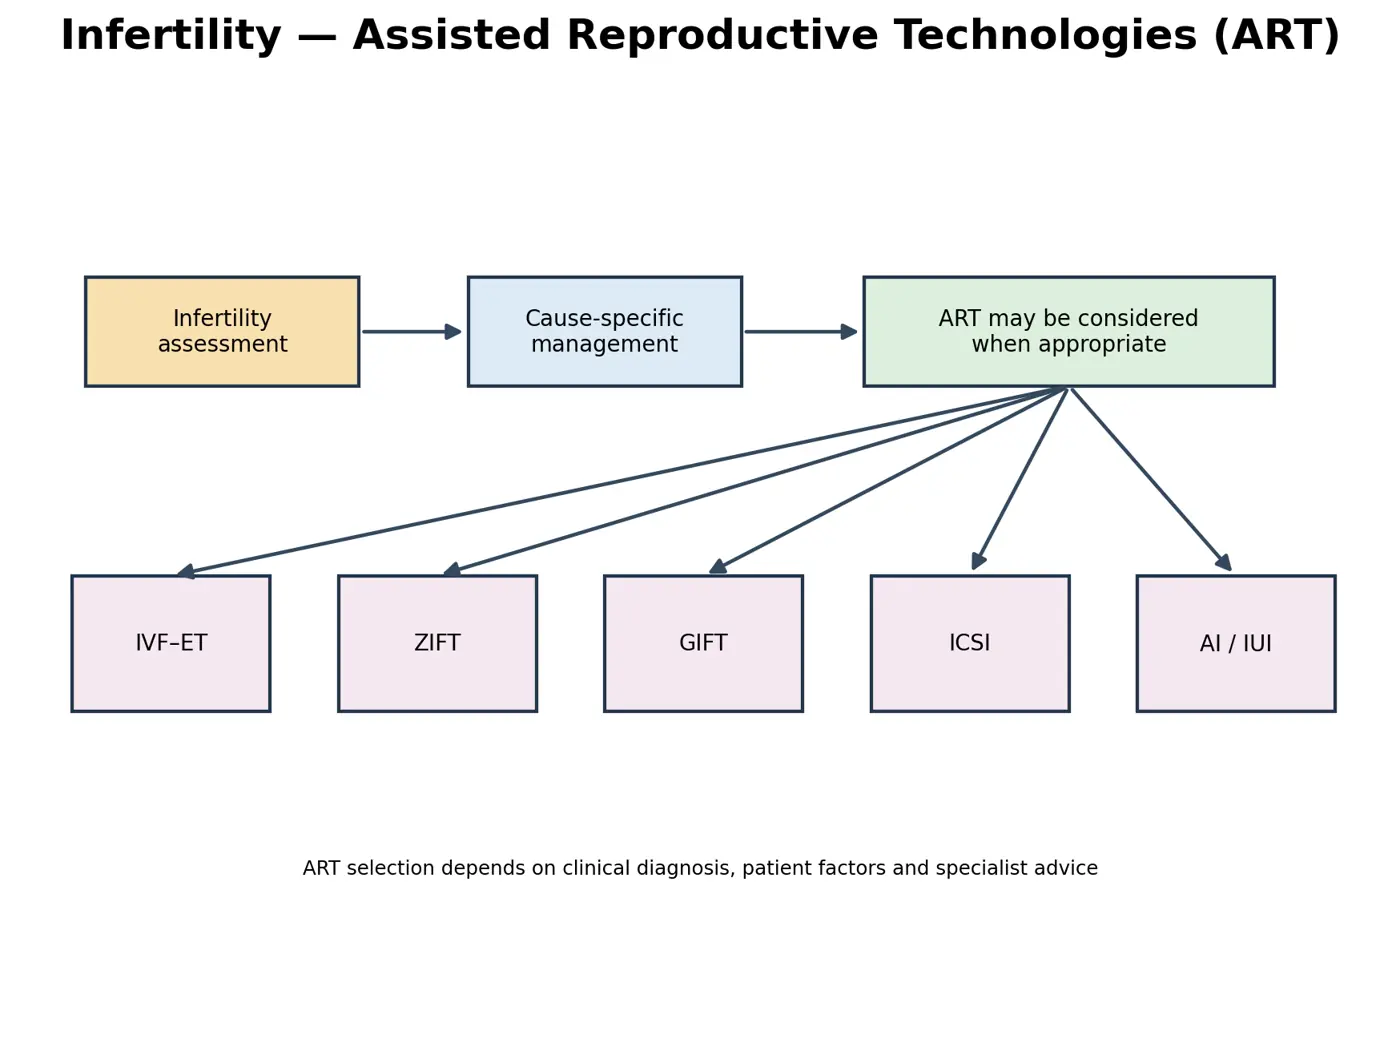 Infertility — Assisted Reproductive Technologies (ART)
Infertility
assessment
Cause-specific
management
ART may be considered
when appropriate
IVF–ET
ZIFT
GIFT
ICSI
AI / IUI
ART selection depends on clinical diagnosis, patient factors and specialist advice